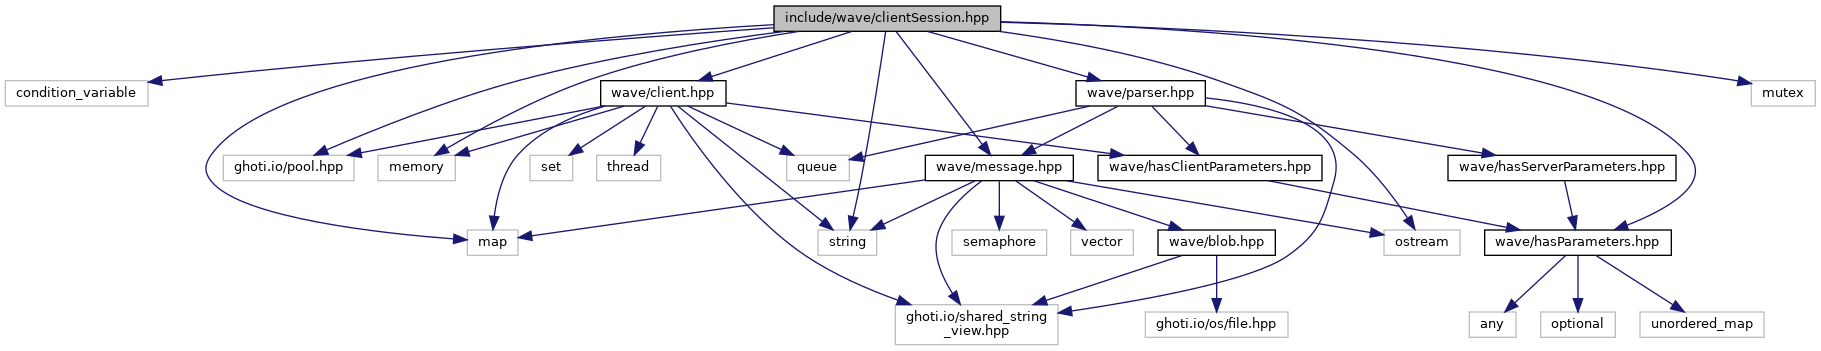 include/wave/clientSession.hpp
condition_variable
wave/client.hpp
wave/parser.hpp
mutex
ghoti.io/pool.hpp
memory
set
thread
queue
wave/message.hpp
wave/hasClientParameters.hpp
wave/hasServerParameters.hpp
map
string
semaphore
vector
wave/blob.hpp
ostream
wave/hasParameters.hpp
ghoti.io/shared_string
_view.hpp
ghoti.io/os/file.hpp
any
optional
unordered_map